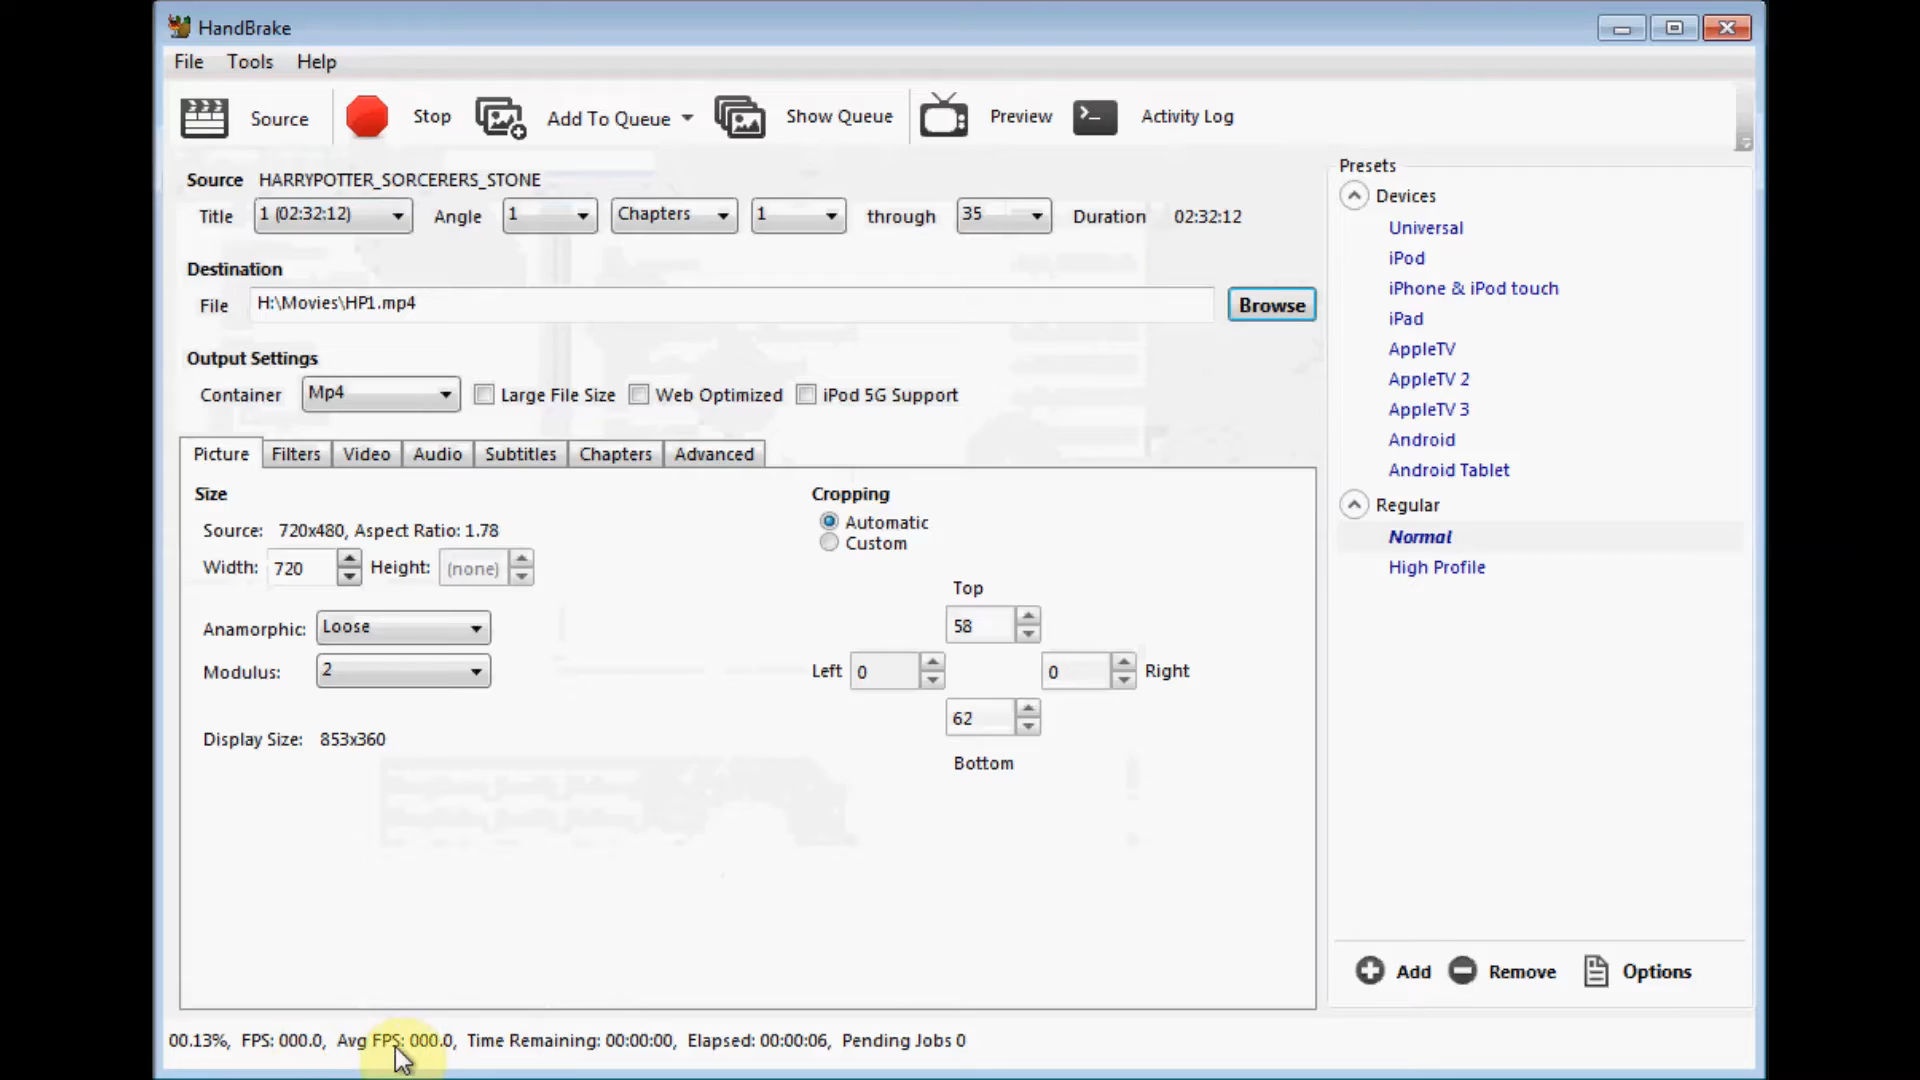 HandBrake
File Tools Help
Source Stop Add To Queue Show Queue Preview Activity Log
Source HARRYPOTTER_SORCERERS_STONE
Title 1 (02:32:12) Angle 1 Chapters 1 through 35 Duration 02:32:12
Destination
File H:\Movies\HP1.mp4 Browse
Output Settings
Container Mp4 Large File Size Web Optimized iPod 5G Support
Picture Filters Video Audio Subtitles Chapters Advanced
Size
Source: 720x480, Aspect Ratio: 1.78
Width: 720 Height: (none)
Anamorphic: Loose
Modulus: 2
Display Size: 853x360
Cropping
Automatic
Custom
Top
58
Left 0 0 Right
62
Bottom
Presets
Devices
Universal
iPod
iPhone & iPod touch
iPad
AppleTV
AppleTV 2
AppleTV 3
Android
Android Tablet
Regular
Normal
High Profile
Add Remove Options
00.13%, FPS: 000.0, Avg FPS: 000.0, Time Remaining: 00:00:00, Elapsed: 00:00:06, Pending Jobs 0